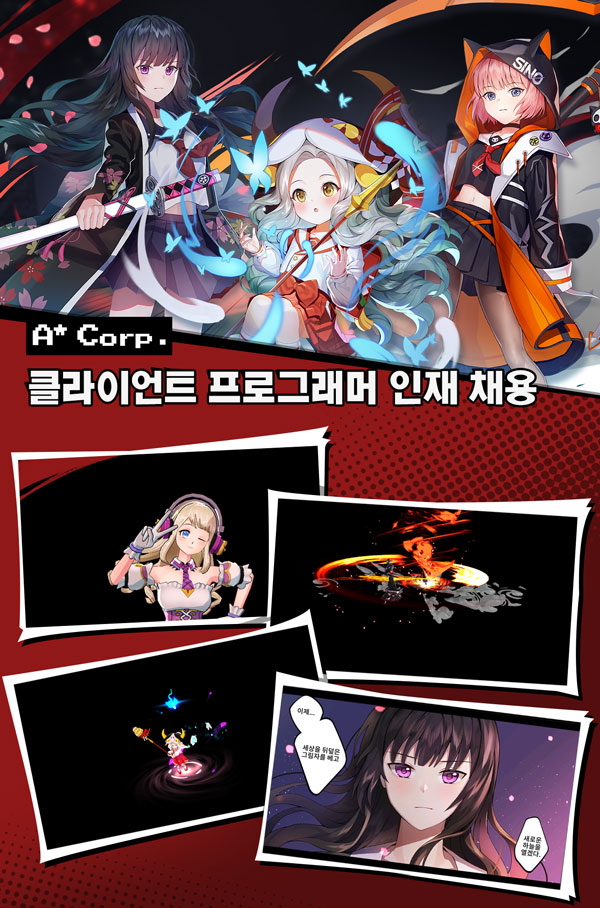 SINO
A* Corp.
클라이언트 프로그래머 인재 채용
이제...
세상을 뒤덮은
그림자를 베고
새로운
하늘을
열겠다.